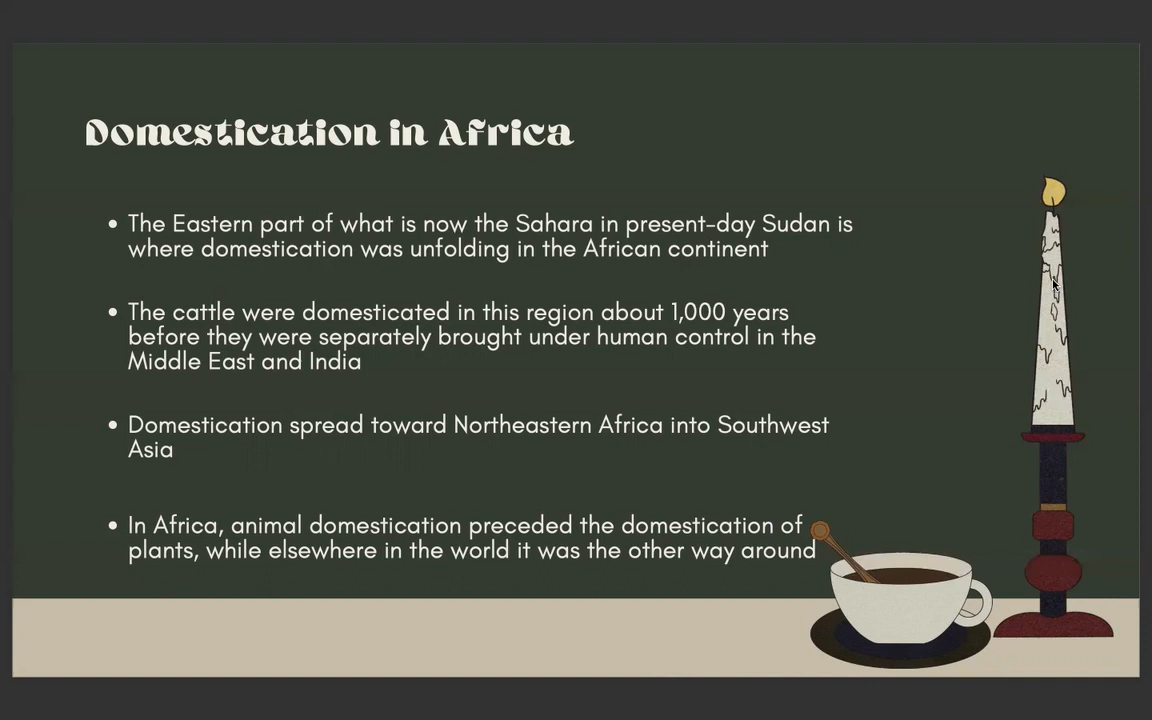 Domestication in Africa
• The Eastern part of what is now the Sahara in present-day Sudan is
where domestication was unfolding in the African continent
• The cattle were domesticated in this region about 1,000 years
before they were separately brought under human control in the
Middle East and India
• Domestication spread toward Northeastern Africa into Southwest
Asia
• In Africa, animal domestication preceded the domestication of
plants, while elsewhere in the world it was the other way around